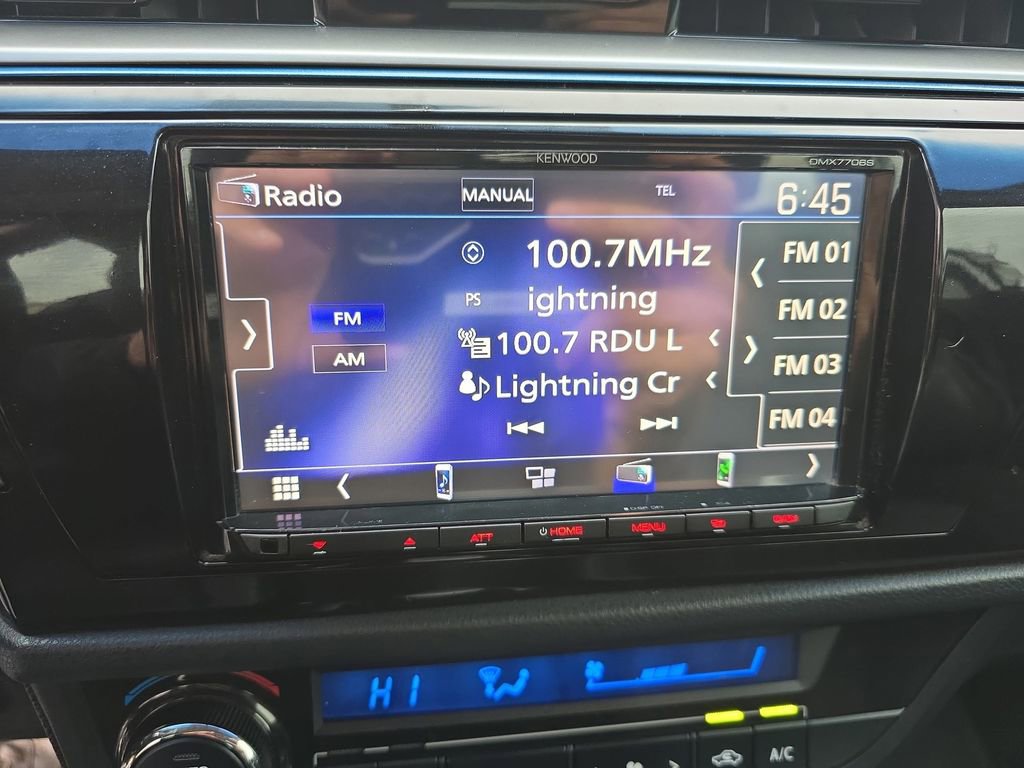 KENWOOD
DMX7706S
Radio
MANUAL
TEL
6:45
100.7MHz
PS ightning
100.7 RDU L
Lightning Cr
FM
AM
FM 01
FM 02
FM 03
FM 04
ATT
HOME
MENU
HI
A/C